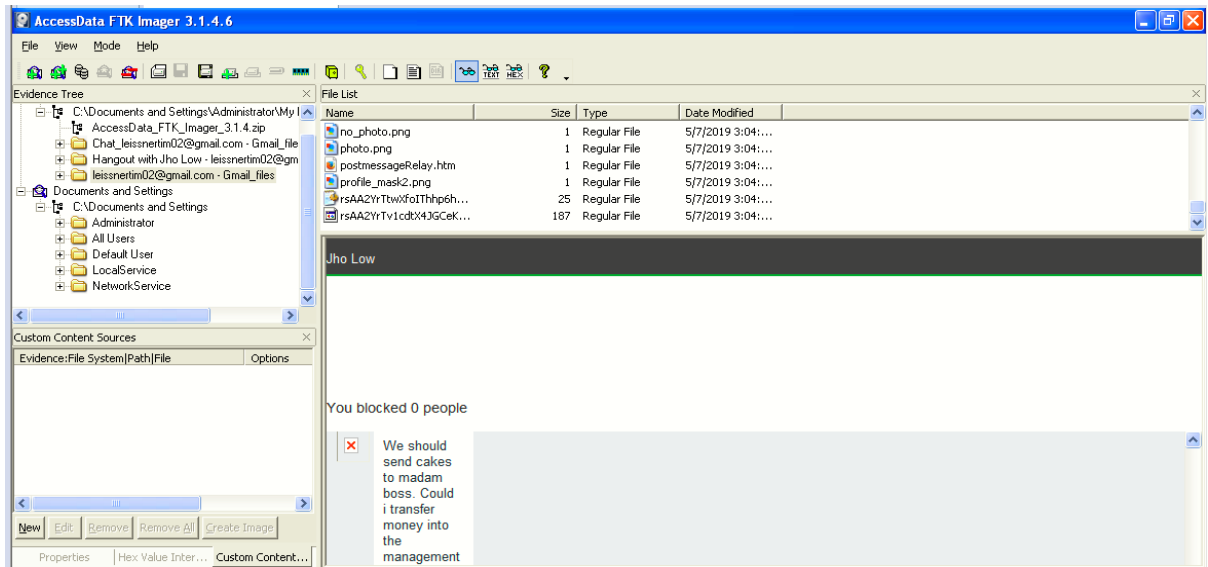 AccessData FTK Imager 3.1.4.6
File View Mode Help
TEXT HEX
Evidence Tree
C:\Documents and Settings\Administrator\My
AccessData_FTK_Imager_3.1.4.zip
Chat_leissnertim02@gmail.com - Gmail_file
Hangout with Jho Low - leissnertim02@gm
leissnertim02@gmail.com - Gmail_files
Documents and Settings
C:\Documents and Settings
Administrator
All Users
Default User
LocalService
NetworkService
Custom Content Sources
Evidence:File System|Path|File Options
New Edit Remove Remove All Create Image
Properties Hex Value Inter... Custom Content...
File List
Name Size Type Date Modified
no_photo.png 1 Regular File 5/7/2019 3:04:...
photo.png 1 Regular File 5/7/2019 3:04:...
postmessageRelay.htm 1 Regular File 5/7/2019 3:04:...
profile_mask2.png 1 Regular File 5/7/2019 3:04:...
rsAA2YrTtwXfoIThhp6h... 25 Regular File 5/7/2019 3:04:...
rsAA2YrTv1cdtX4JGCeK... 187 Regular File 5/7/2019 3:04:...
Jho Low
You blocked 0 people
We should
send cakes
to madam
boss. Could
i transfer
money into
the
management